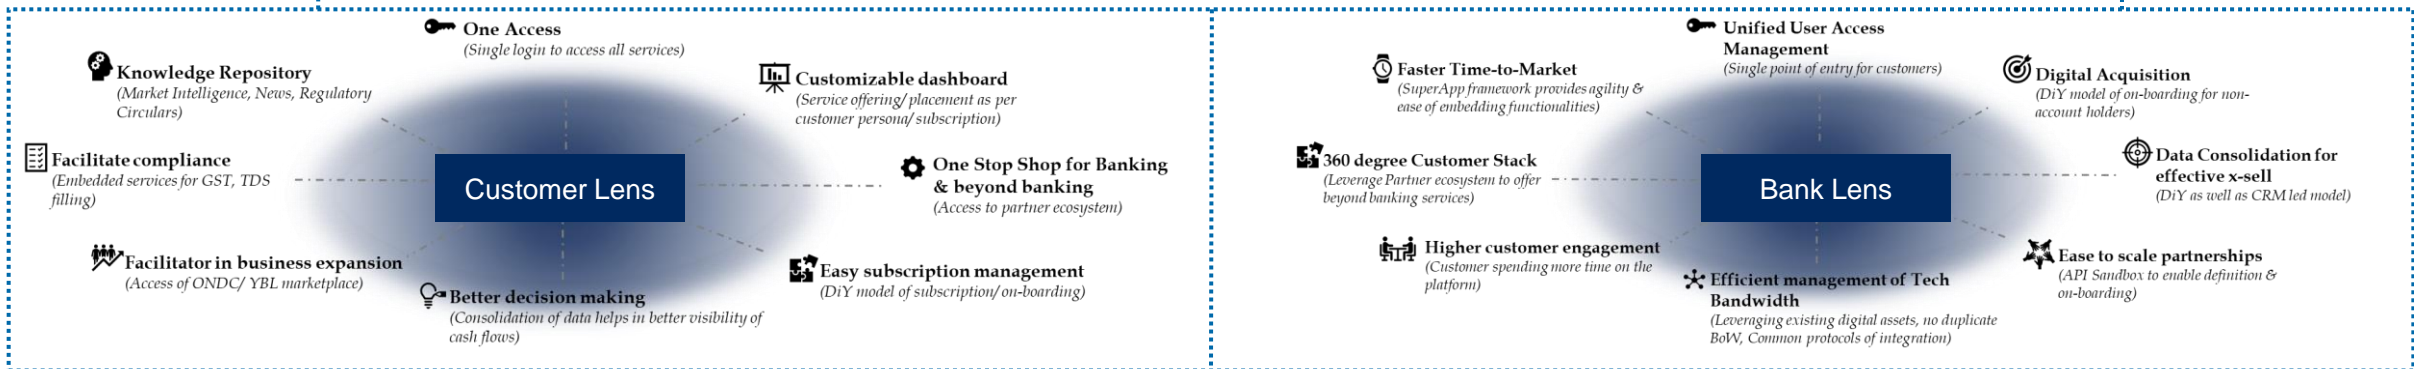 One Access
(Single login to access all services)
Knowledge Repository
(Market Intelligence, News, Regulatory
Circulars)
Customizable dashboard
(Service offering/ placement as per
customer persona/ subscription)
Facilitate compliance
(Embedded services for GST, TDS
filling)
Customer Lens
One Stop Shop for Banking
& beyond banking
(Access to partner ecosystem)
Facilitator in business expansion
(Access of ONDC/ YBL marketplace)
Easy subscription management
(DiY model of subscription/ on-boarding)
Better decision making
(Consolidation of data helps in better visibility of
cash flows)
Unified User Access
Management
(Single point of entry for customers)
Faster Time-to-Market
(SuperApp framework provides agility &
ease of embedding functionalities)
Digital Acquisition
(DiY model of on-boarding for non-
account holders)
360 degree Customer Stack
(Leverage Partner ecosystem to offer
beyond banking services)
Bank Lens
Data Consolidation for
effective x-sell
(DiY as well as CRM led model)
Higher customer engagement
(Customer spending more time on the
platform)
Ease to scale partnerships
(API Sandbox to enable definition &
on-boarding)
Efficient management of Tech
Bandwidth
(Leveraging existing digital assets, no duplicate
BoW, Common protocols of integration)